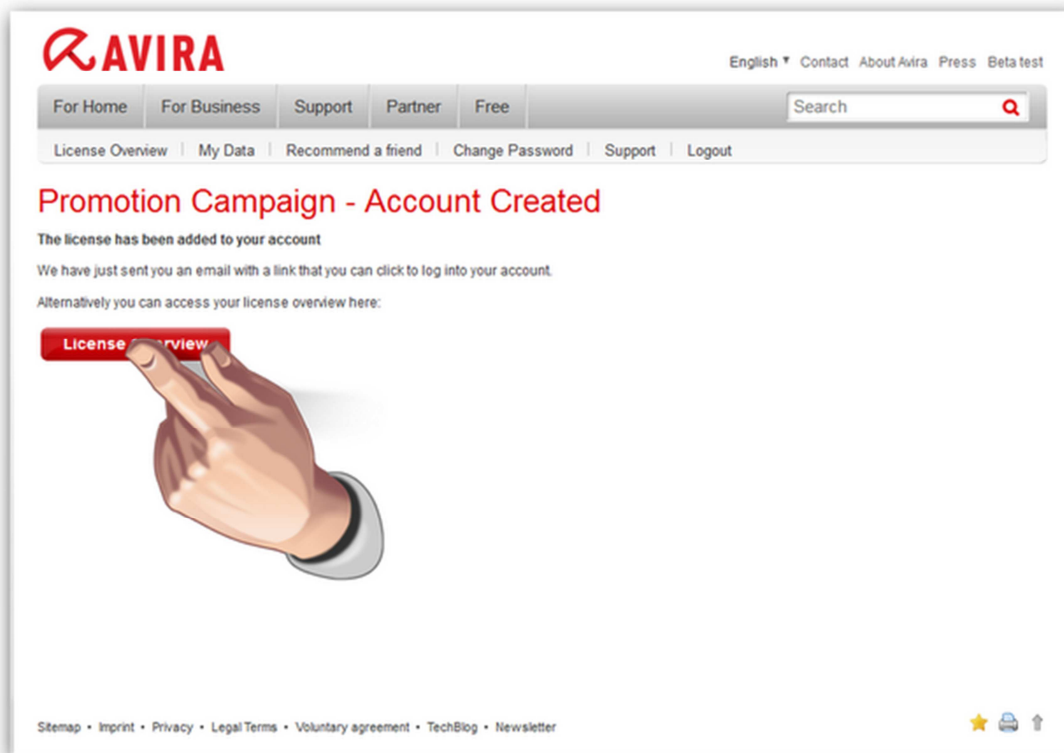 AVIRA
English ▼ Contact About Avira Press Beta test
For Home For Business Support Partner Free Search
License Overview | My Data | Recommend a friend | Change Password | Support | Logout
Promotion Campaign - Account Created
The license has been added to your account
We have just sent you an email with a link that you can click to log into your account.
Alternatively you can access your license overview here:
License Overview
Sitemap • Imprint • Privacy • Legal Terms • Voluntary agreement • TechBlog • Newsletter